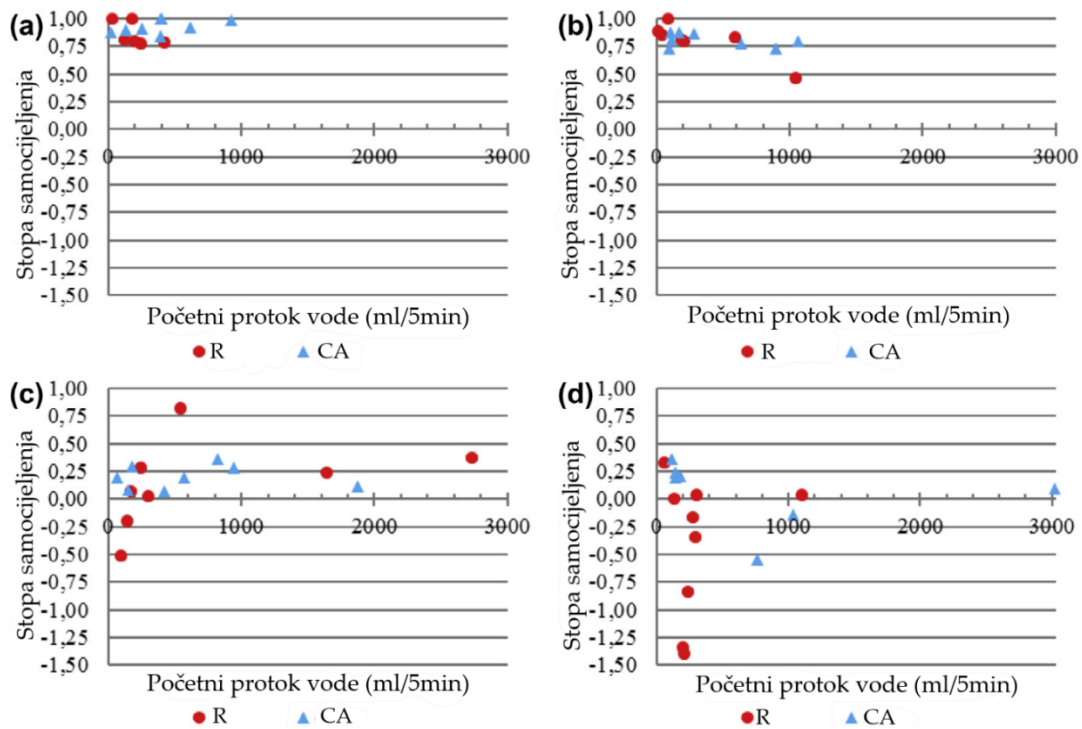 (a)
Stopa samocijeljenja
1,00
0,75
0,50
0,25
0,00
-0,25
-0,50
-0,75
-1,00
-1,25
-1,50
0 1000 2000 3000
Početni protok vode (ml/5min)
R CA
(b)
Stopa samocijeljenja
1,00
0,75
0,50
0,25
0,00
-0,25
-0,50
-0,75
-1,00
-1,25
-1,50
0 1000 2000 3000
Početni protok vode (ml/5min)
R CA
(c)
Stopa samocijeljenja
1,00
0,75
0,50
0,25
0,00
-0,25
-0,50
-0,75
-1,00
-1,25
-1,50
0 1000 2000 3000
Početni protok vode (ml/5min)
R CA
(d)
Stopa samocijeljenja
1,00
0,75
0,50
0,25
0,00
-0,25
-0,50
-0,75
-1,00
-1,25
-1,50
0 1000 2000 3000
Početni protok vode (ml/5min)
R CA